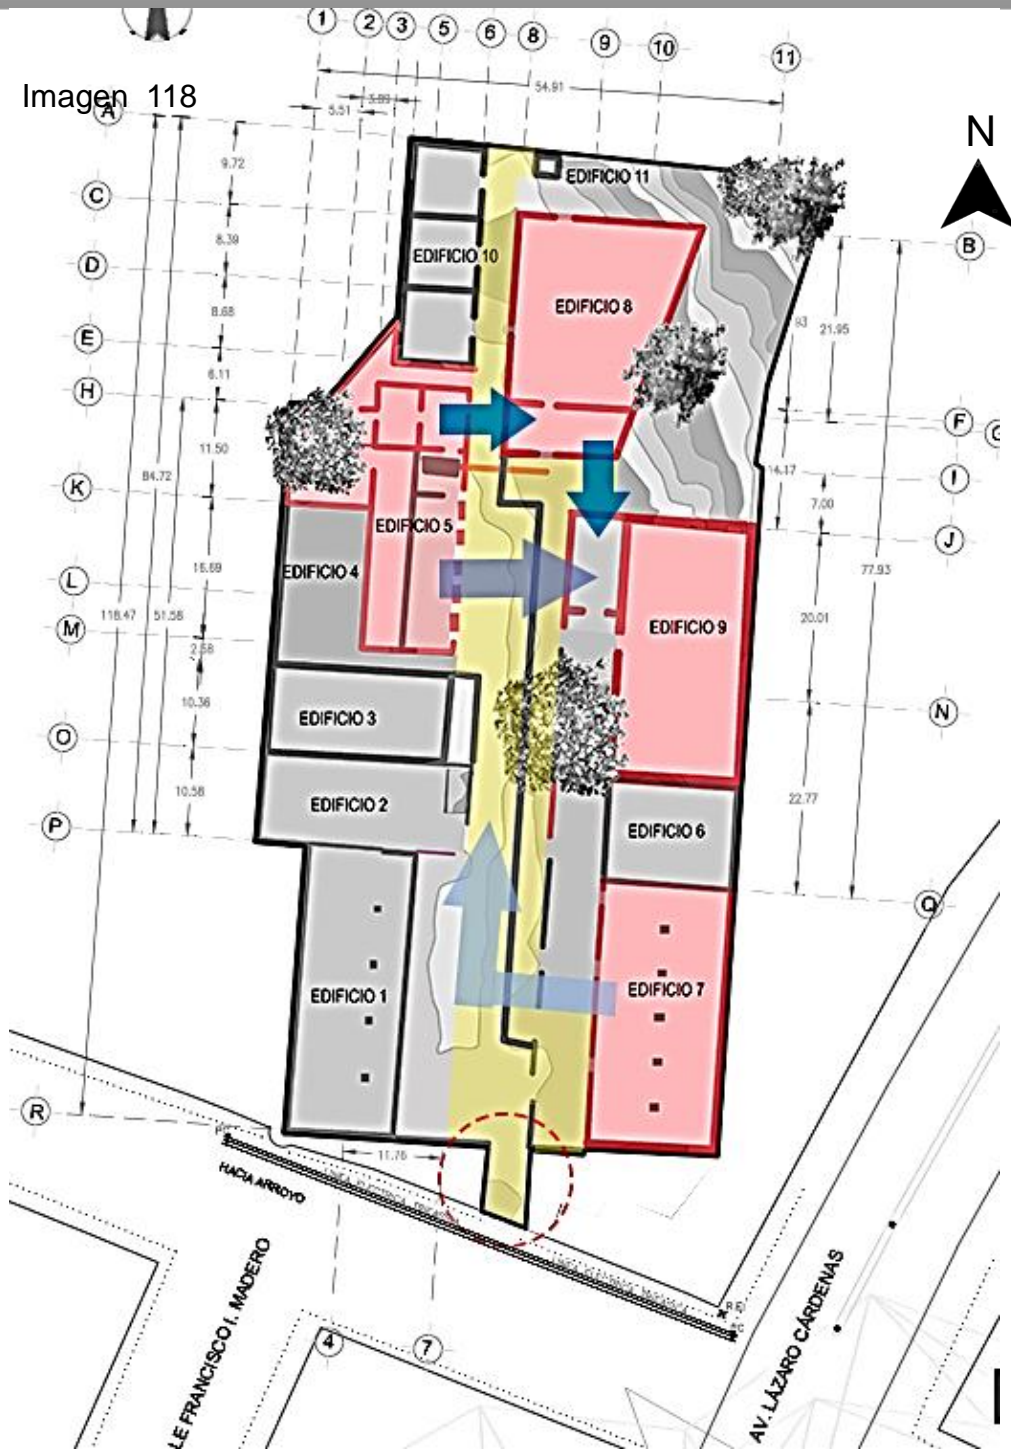 1 2 3 5 6 8 9 10 11
Imagen 118
54.91
3.89
5.51
A
N
9.72
EDIFICIO 11
C
8.39
B
D
EDIFICIO 10
EDIFICIO 8
8.68
93
21.95
E
6.11
H
F
G
11.50
84.72
14.17
I
K
7.00
EDIFICIO 5
J
EDIFICIO 4
16.69
77.93
L
118.47
51.58
20.01
M
EDIFICIO 9
2.58
10.36
EDIFICIO 3
N
O
10.58
22.77
EDIFICIO 2
P
EDIFICIO 6
Q
EDIFICIO 7
EDIFICIO 1
R
11.76
HACIA ARROYO
LINEA ELECTRICA
LE FRANCISCO I. MADERO
AV. LÁZARO CÁRDENAS
4
7